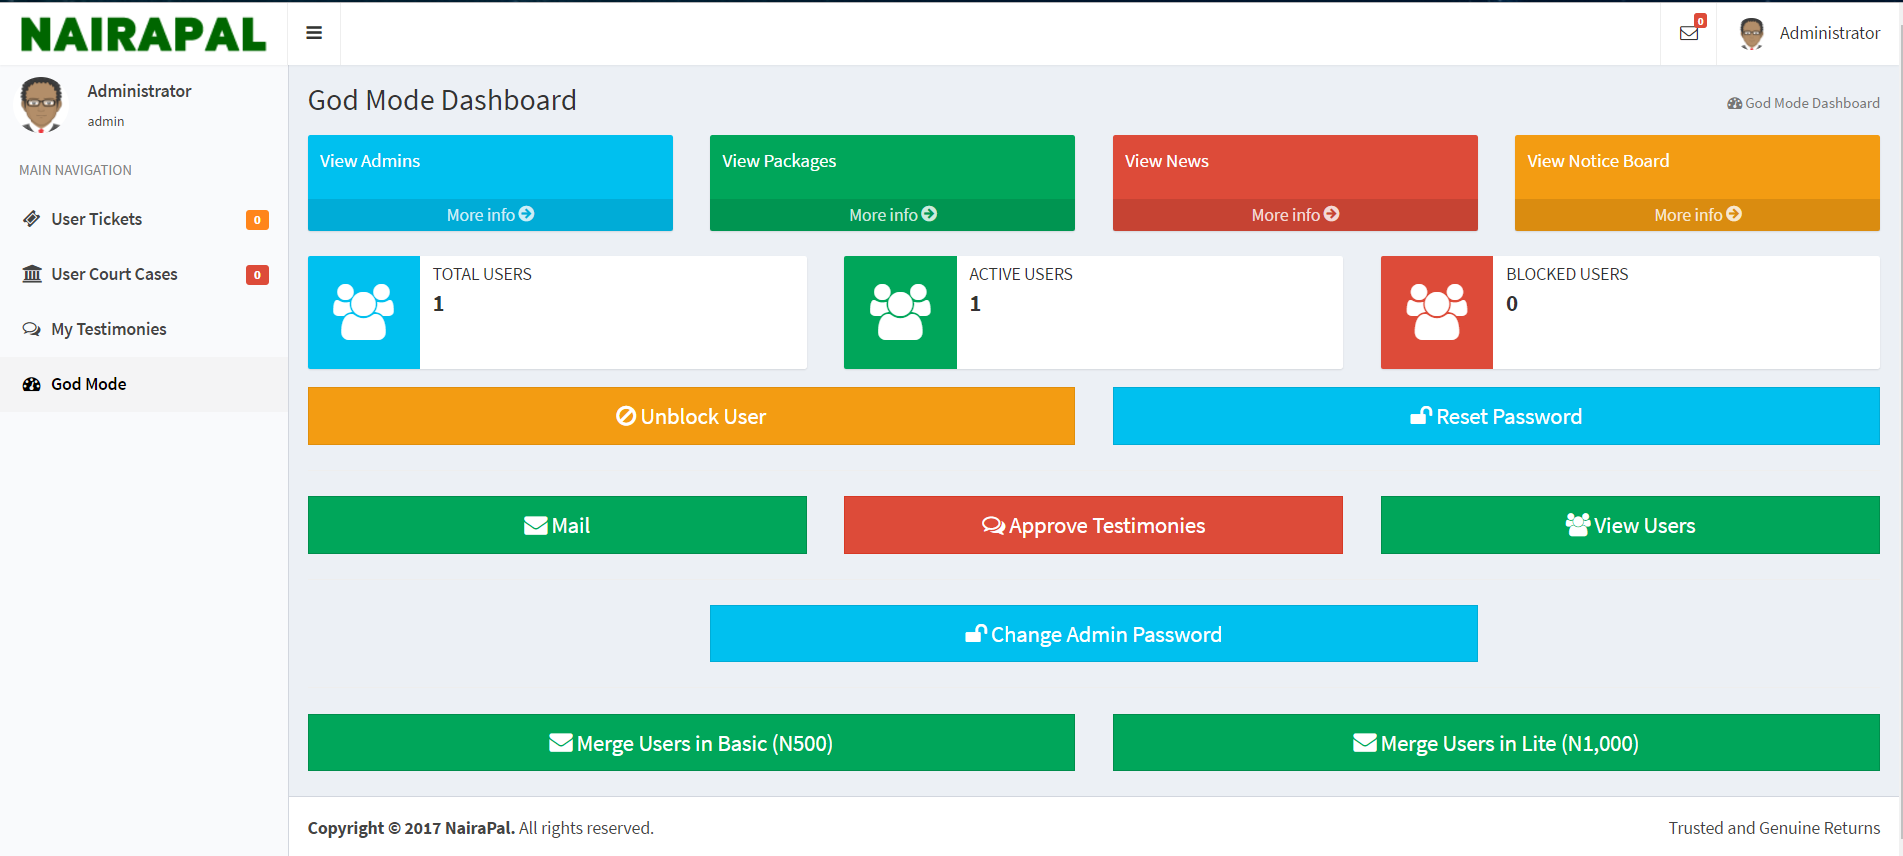 NAIRAPAL
0
Administrator
Administrator
admin
MAIN NAVIGATION
User Tickets 0
User Court Cases 0
My Testimonies
God Mode
God Mode Dashboard
God Mode Dashboard
View Admins
More info
View Packages
More info
View News
More info
View Notice Board
More info
TOTAL USERS
1
ACTIVE USERS
1
BLOCKED USERS
0
Unblock User
Reset Password
Mail
Approve Testimonies
View Users
Change Admin Password
Merge Users in Basic (N500)
Merge Users in Lite (N1,000)
Copyright © 2017 NairaPal. All rights reserved.
Trusted and Genuine Returns